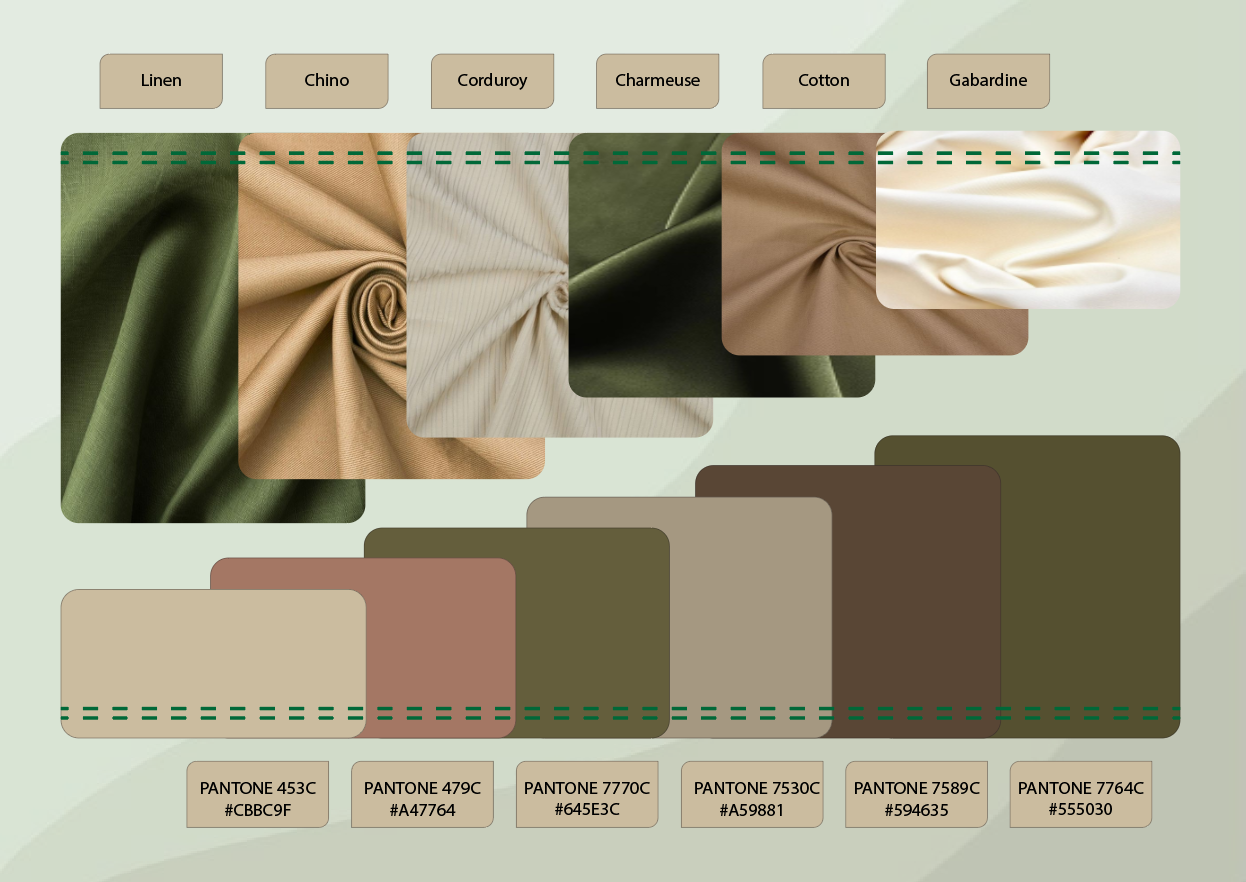 Linen
Chino
Corduroy
Charmeuse
Cotton
Gabardine
PANTONE 453C
#CBBC9F
PANTONE 479C
#A47764
PANTONE 7770C
#645E3C
PANTONE 7530C
#A59881
PANTONE 7589C
#594635
PANTONE 7764C
#555030